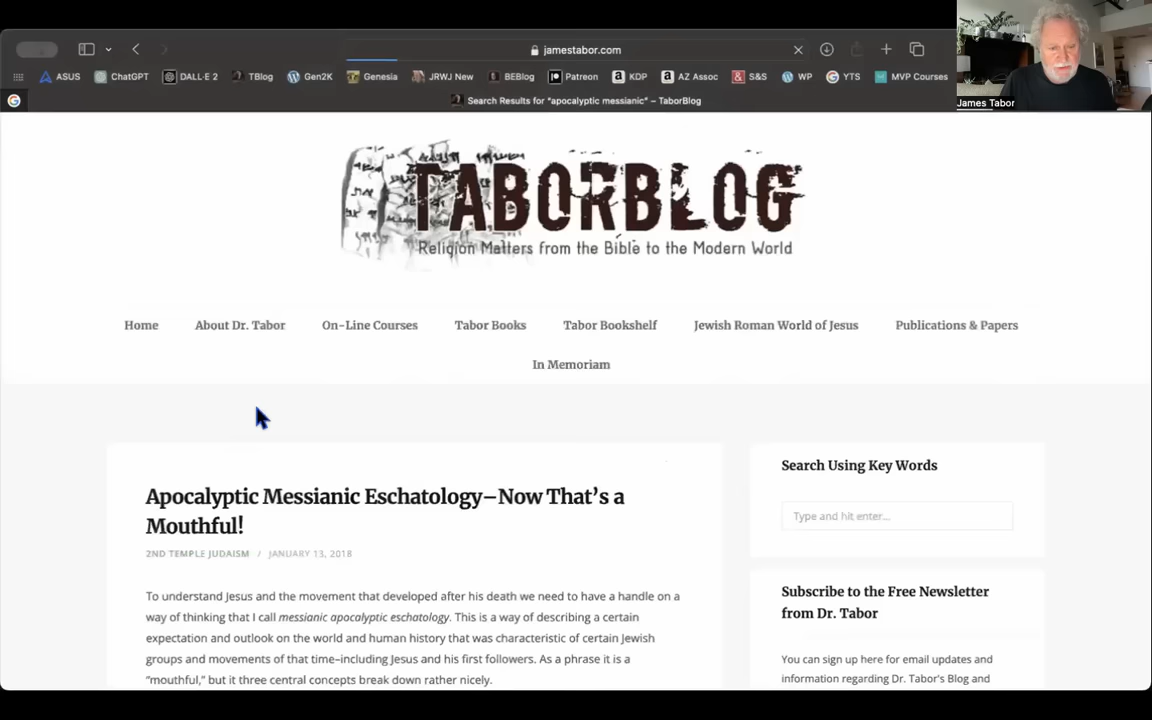 jamestabor.com
ASUS ChatGPT DALL·E 2 TBlog Gen2K Genesia JRWJ New BEBlog Patreon KDP AZ Assoc S&S WP YTS MVP Courses
James Tabor
Search Results for "apocalyptic messianic" – TaborBlog
TABORBLOG
Religion Matters from the Bible to the Modern World
Home About Dr. Tabor On-Line Courses Tabor Books Tabor Bookshelf Jewish Roman World of Jesus Publications & Papers
In Memoriam
Apocalyptic Messianic Eschatology–Now That's a
Mouthful!
2ND TEMPLE JUDAISM / JANUARY 13, 2018
To understand Jesus and the movement that developed after his death we need to have a handle on a
way of thinking that I call messianic apocalyptic eschatology. This is a way of describing a certain
expectation and outlook on the world and human history that was characteristic of certain Jewish
groups and movements of that time–including Jesus and his first followers. As a phrase it is a
"mouthful," but it three central concepts break down rather nicely.
Search Using Key Words
Type and hit enter...
Subscribe to the Free Newsletter
from Dr. Tabor
You can sign up here for email updates and
information regarding Dr. Tabor's Blog and